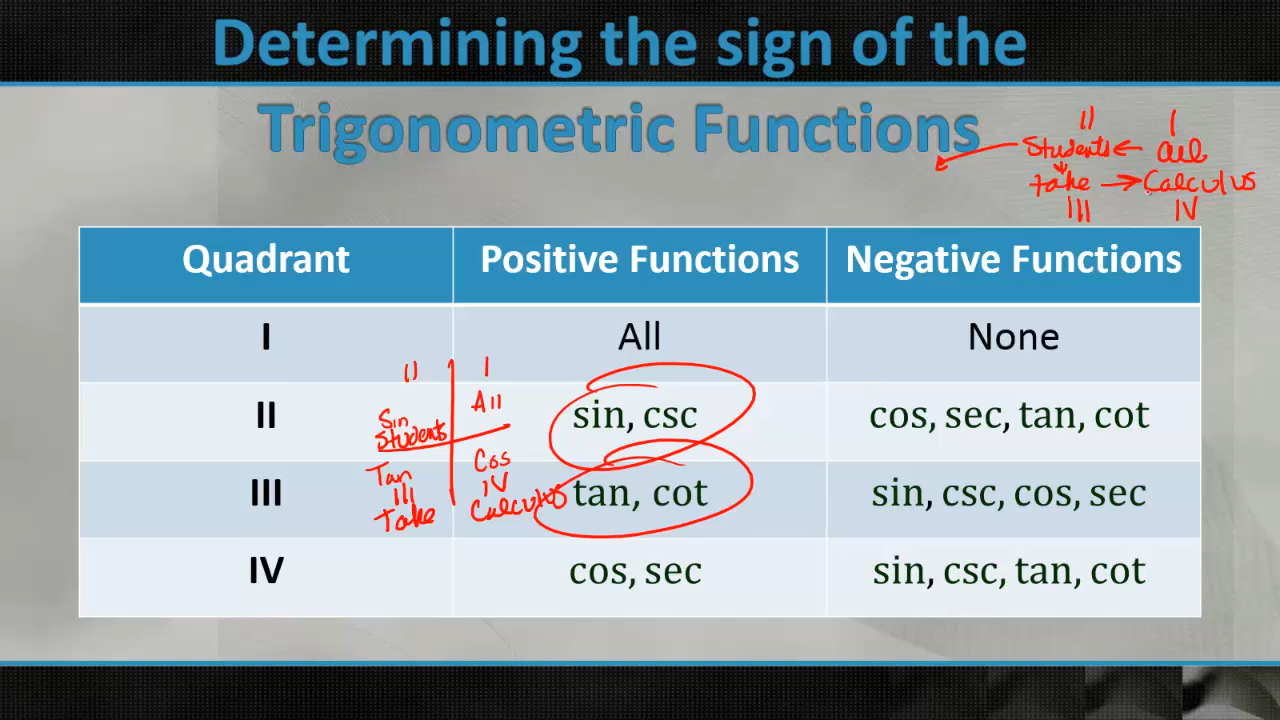 Determining the sign of the
Trigonometric Functions
II I
Students all
take Calculus
III IV
Quadrant Positive Functions Negative Functions
I All None
II sin, csc cos, sec, tan, cot
III tan, cot sin, csc, cos, sec
IV cos, sec sin, csc, tan, cot
II I
Sin All
Students
Tan Cos
III IV
Take Calculus